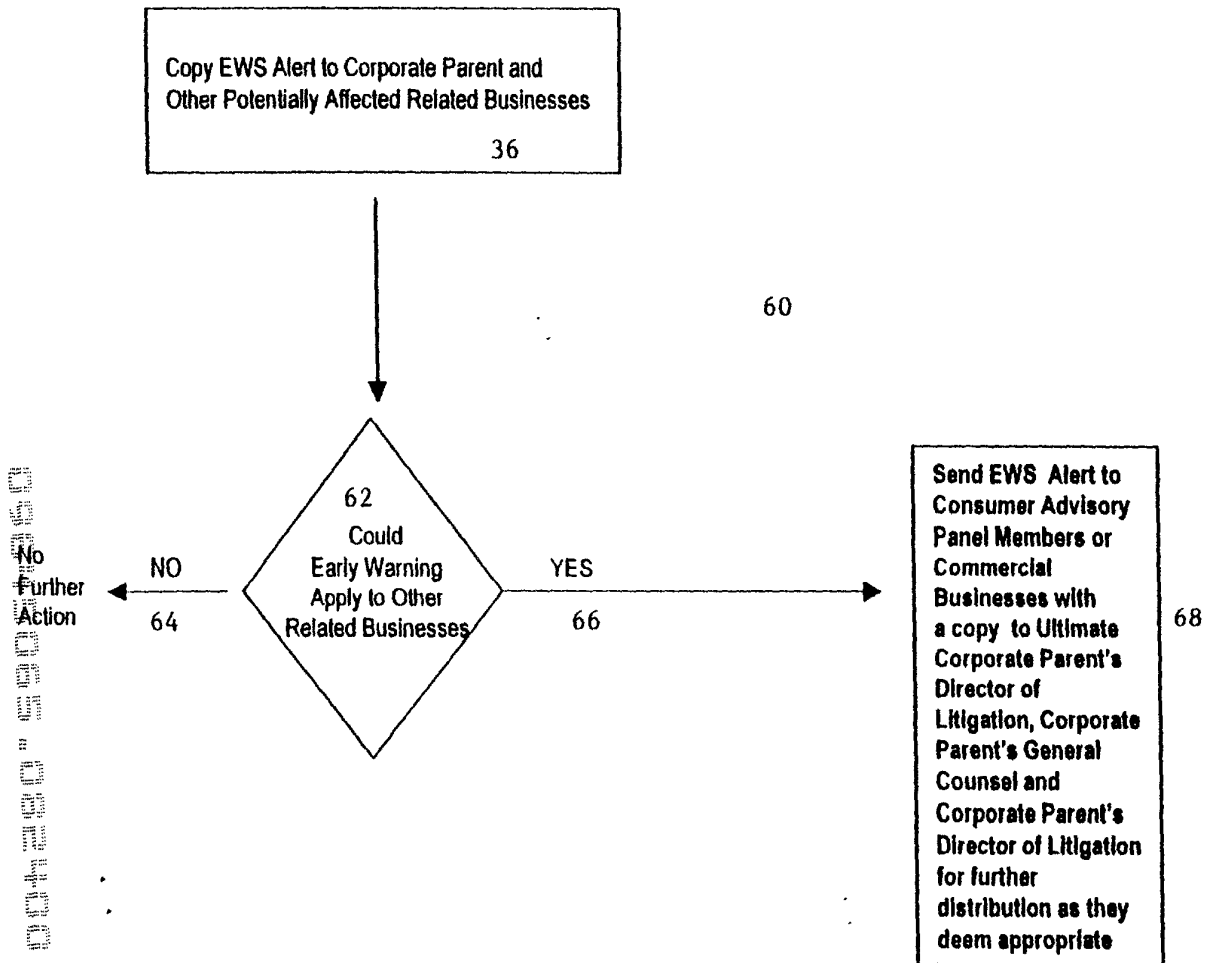 Copy EWS Alert to Corporate Parent and
Other Potentially Affected Related Businesses
36
60
62
Could
Early Warning
Apply to Other
Related Businesses
NO
64
No
Further
Action
YES
66
Send EWS Alert to
Consumer Advisory
Panel Members or
Commercial
Businesses with
a copy to Ultimate
Corporate Parent's
Director of
Litigation, Corporate
Parent's General
Counsel and
Corporate Parent's
Director of Litigation
for further
distribution as they
deem appropriate
68